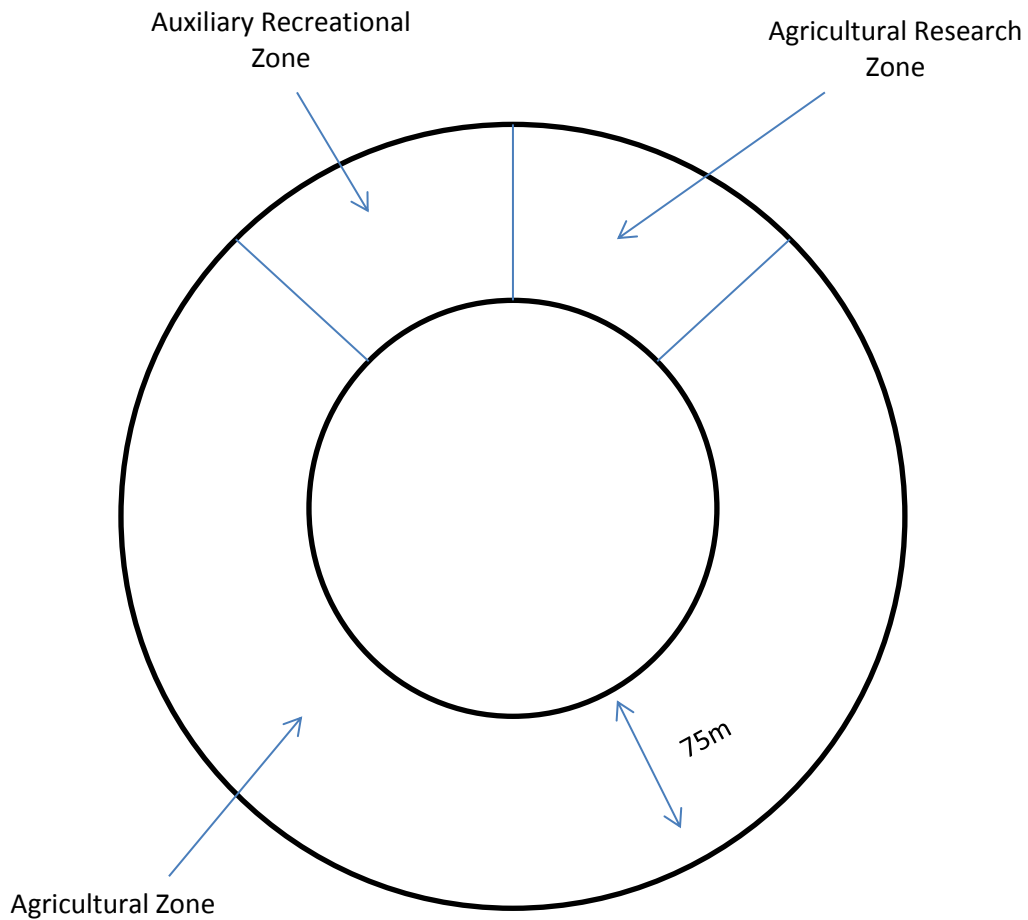 Auxiliary Recreational
Zone
Agricultural Research
Zone
75m
Agricultural Zone